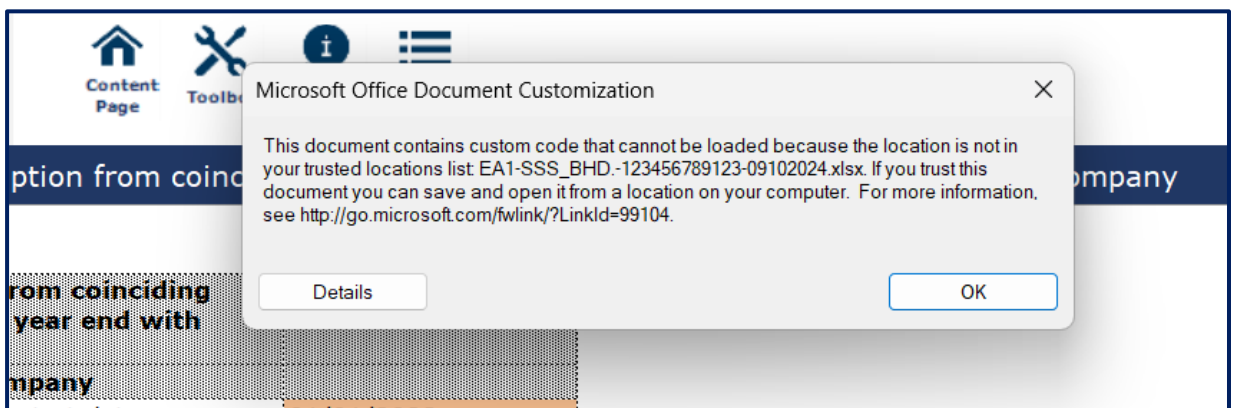 Content
Page
Toolb
Microsoft Office Document Customization
This document contains custom code that cannot be loaded because the location is not in
your trusted locations list: EA1-SSS_BHD.-123456789123-09102024.xlsx. If you trust this
document you can save and open it from a location on your computer. For more information,
see http://go.microsoft.com/fwlink/?LinkId=99104.
ption from coinc
ompany
Details
OK
rom coinciding
year end with
mpany